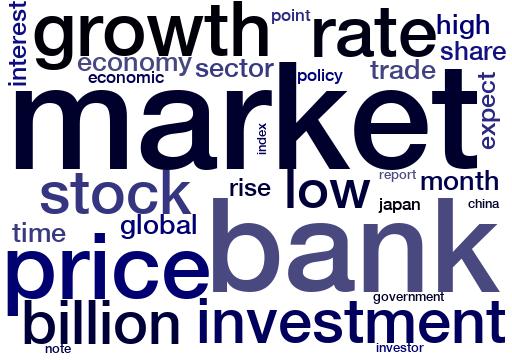 interest
growth
point
rate
high
share
economy
sector
economic
policy
trade
market
index
expect
stock
rise
low
report
month
japan
china
time
global
bank
price
government
billion
investment
note
investor